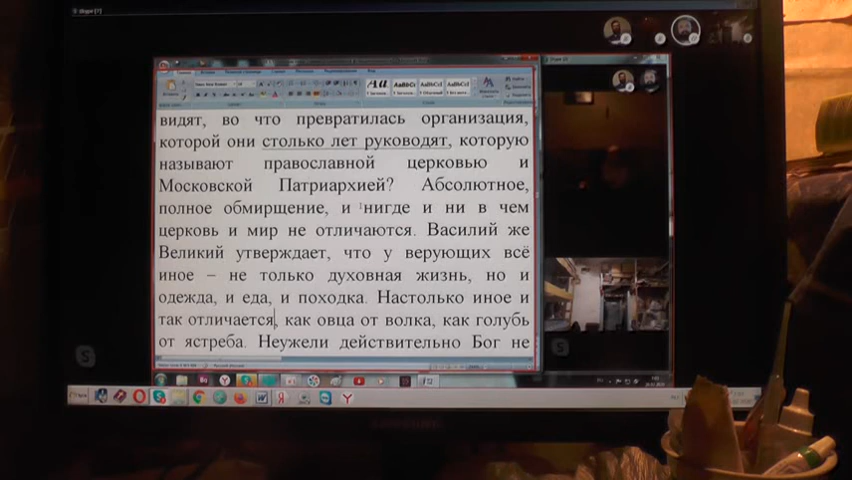 видят, во что превратилась организация,
которой они столько лет руководят, которую
называют православной церковью и
Московской Патриархией? Абсолютное,
полное обмирщение, и нигде и ни в чем
церковь и мир не отличаются. Василий же
Великий утверждает, что у верующих всё
иное – не только духовная жизнь, но и
одежда, и еда, и походка. Настолько иное и
так отличается, как овца от волка, как голубь
от ястреба. Неужели действительно Бог не